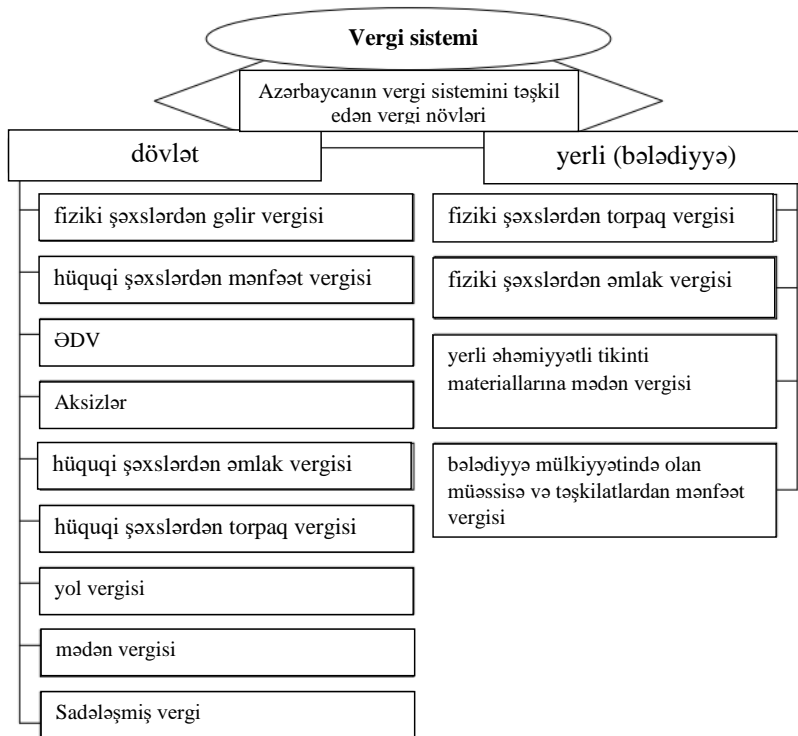 Vergi sistemi
Azərbaycanın vergi sistemini təşkil
edən vergi növləri
dövlət
yerli (bələdiyyə)
fiziki şəxslərdən gəlir vergisi
hüquqi şəxslərdən mənfəət vergisi
ƏDV
Aksizlər
hüquqi şəxslərdən əmlak vergisi
hüquqi şəxslərdən torpaq vergisi
yol vergisi
mədən vergisi
Sadələşmiş vergi
fiziki şəxslərdən torpaq vergisi
fiziki şəxslərdən əmlak vergisi
yerli əhəmiyyətli tikinti
materiallarına mədən vergisi
bələdiyyə mülkiyyətində olan
müəssisə və təşkilatlardan mənfəət
vergisi